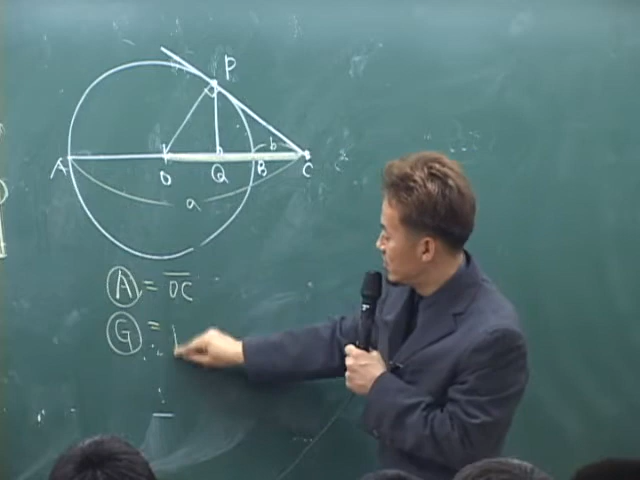 P
b
A O Q B C
a
Ⓐ = OC̅
Ⓖ =